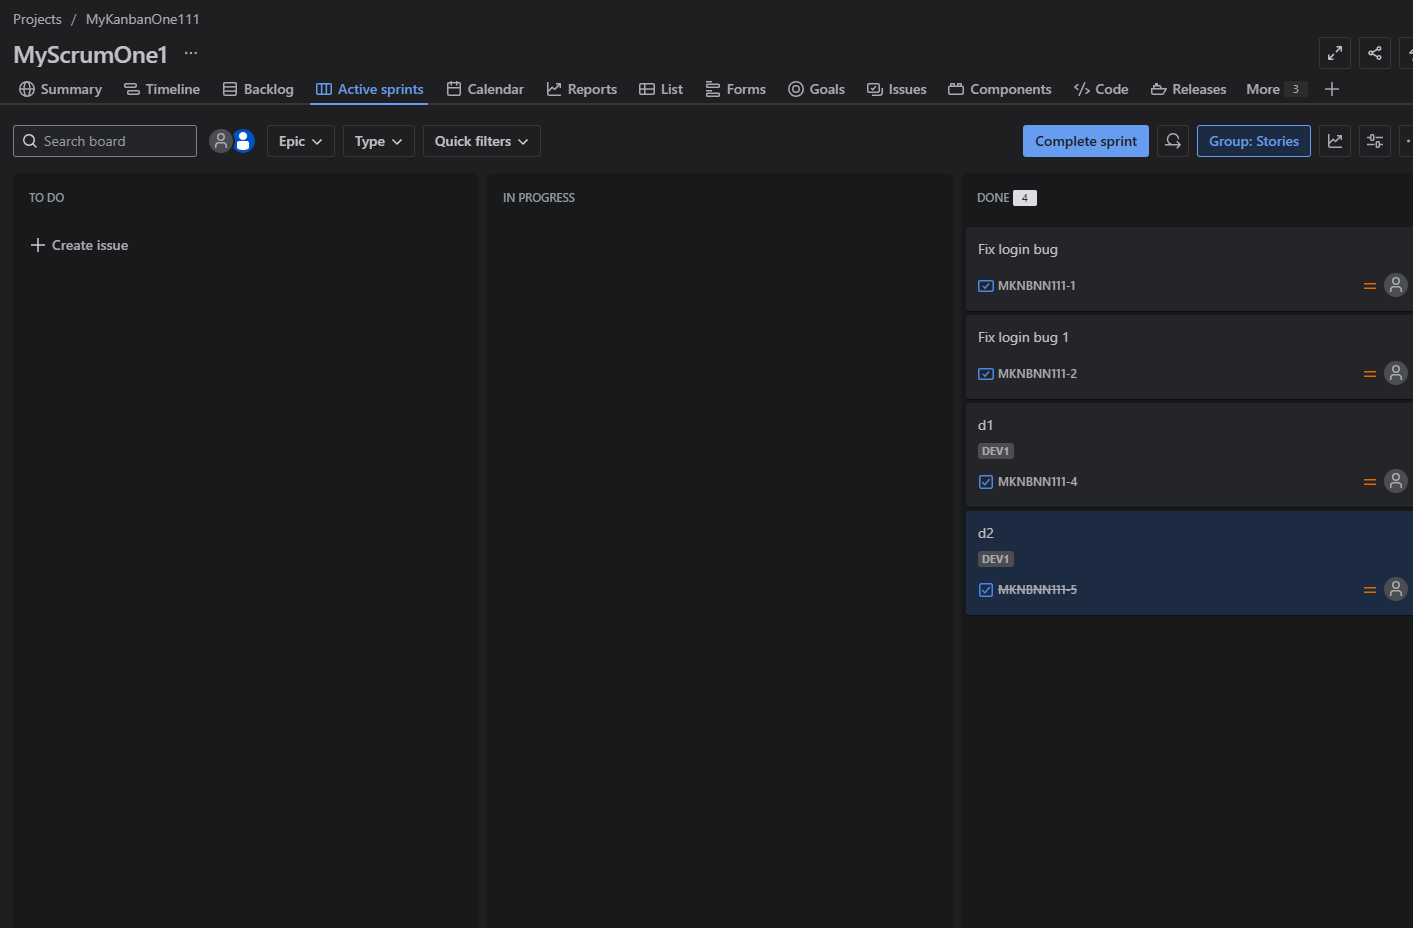 Projects / MyKanbanOne111
MyScrumOne1 ...
Summary Timeline Backlog Active sprints Calendar Reports List Forms Goals Issues Components Code Releases More 3
Search board Epic Type Quick filters Complete sprint Group: Stories
TO DO
Create issue
IN PROGRESS
DONE 4
Fix login bug
MKNBNN111-1
Fix login bug 1
MKNBNN111-2
d1
DEV1
MKNBNN111-4
d2
DEV1
MKNBNN111-5